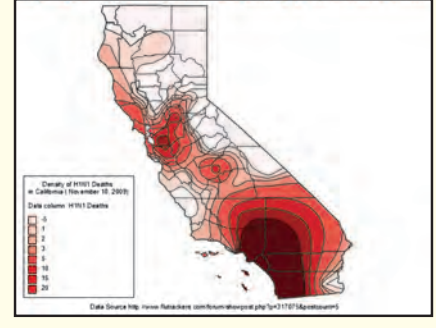 Density of H1N1 Deaths
in California (November 10, 2009)
Data column: H1N1 Deaths
-5
1
2
3
5
10
15
20
Data Source http://www.flutrackers.com/forum/showpost.php?p=317875&postcount=5